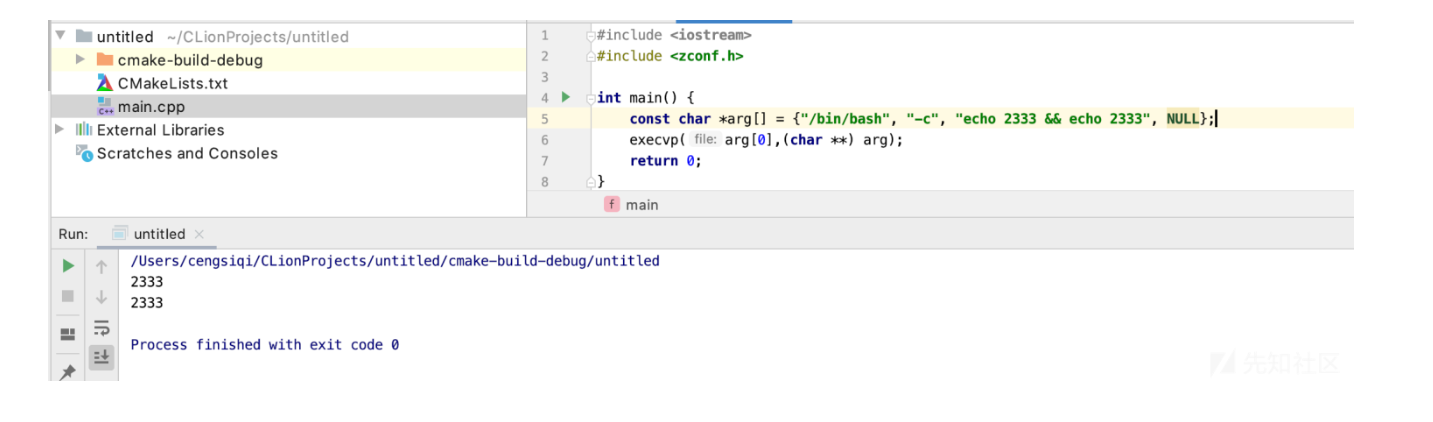 untitled ~/CLionProjects/untitled
cmake-build-debug
CMakeLists.txt
main.cpp
External Libraries
Scratches and Consoles
1 #include <iostream>
2 #include <zconf.h>
3
4 int main() {
5 const char *arg[] = {"/bin/bash", "-c", "echo 2333 && echo 2333", NULL};
6 execvp( file: arg[0],(char **) arg);
7 return 0;
8 }
f main
Run: untitled ×
/Users/cengsiqi/CLionProjects/untitled/cmake-build-debug/untitled
2333
2333
Process finished with exit code 0
先知社区